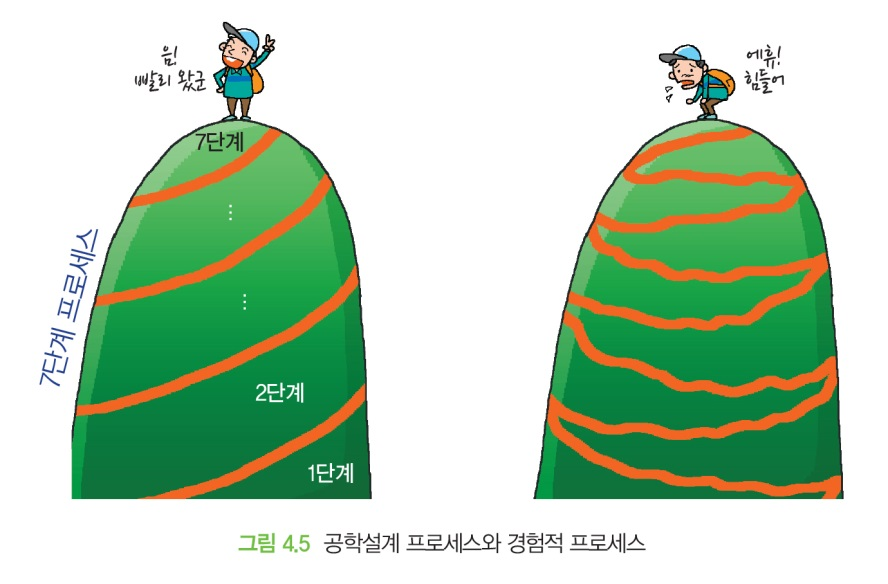 음!
빨리 왔군
에휴!
힘들어
7단계
⋮
⋮
7단계 프로세스
2단계
1단계
그림 4.5 공학설계 프로세스와 경험적 프로세스